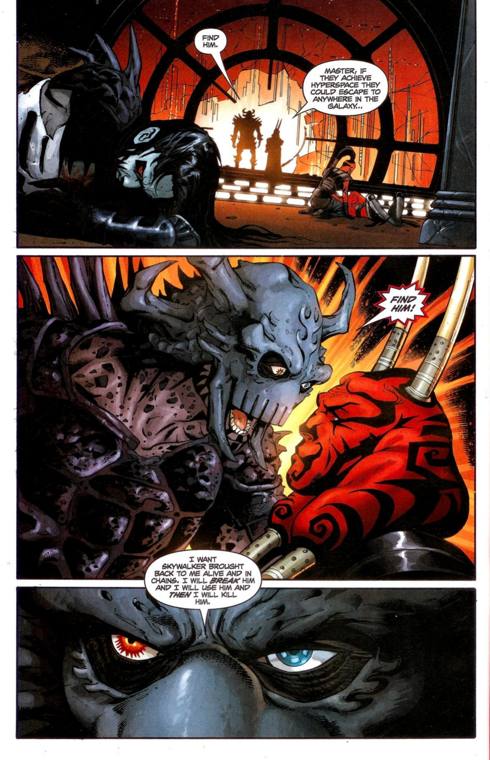 FIND
HIM.
MASTER, IF
THEY ACHIEVE
HYPERSPACE THEY
COULD ESCAPE TO
ANYWHERE IN THE
GALAXY...
FIND
HIM!
I WANT
SKYWALKER BROUGHT
BACK TO ME ALIVE AND IN
CHAINS. I WILL BREAK HIM
AND I WILL USE HIM AND
THEN I WILL KILL
HIM.